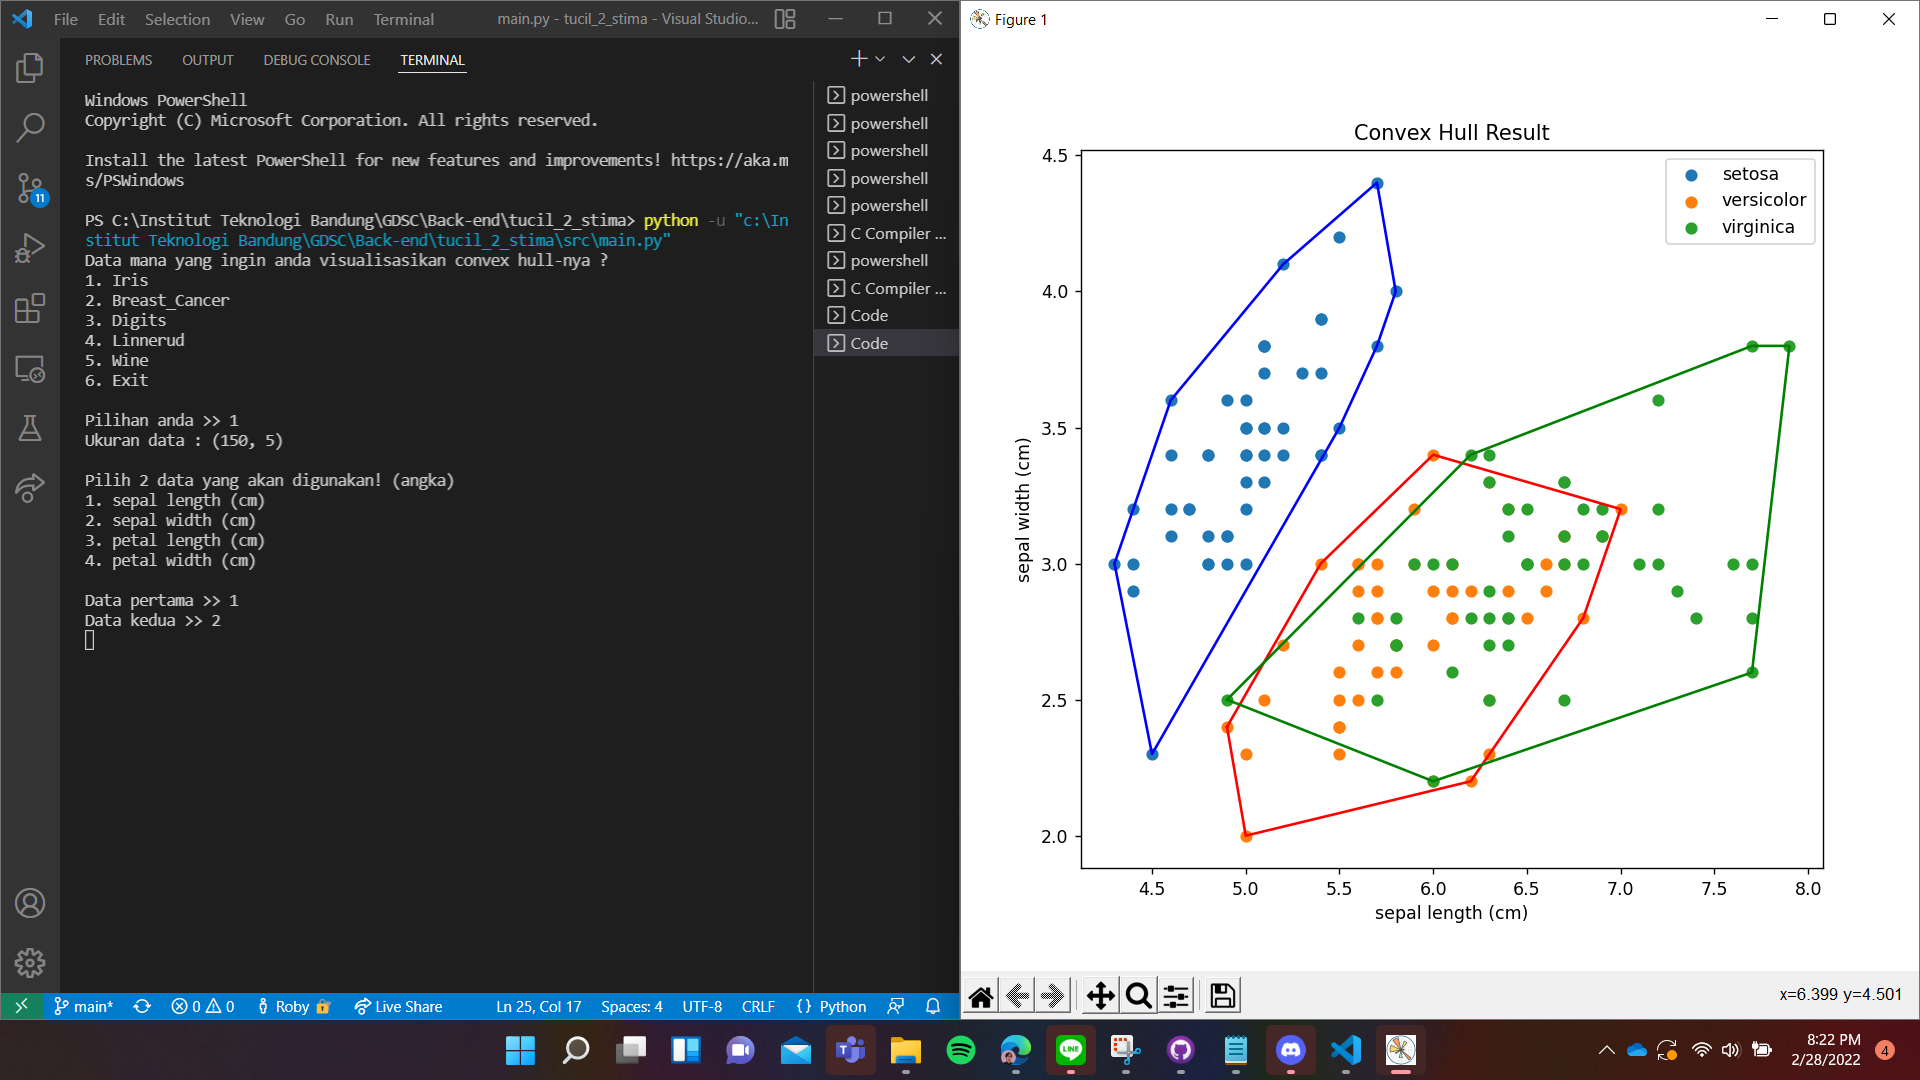 File Edit Selection View Go Run Terminal main.py - tucil_2_stima - Visual Studio...
PROBLEMS OUTPUT DEBUG CONSOLE TERMINAL
Windows PowerShell
Copyright (C) Microsoft Corporation. All rights reserved.
Install the latest PowerShell for new features and improvements! https://aka.m
s/PSWindows
PS C:\Institut Teknologi Bandung\GDSC\Back-end\tucil_2_stima> python -u "c:\In
stitut Teknologi Bandung\GDSC\Back-end\tucil_2_stima\src\main.py"
Data mana yang ingin anda visualisasikan convex hull-nya ?
1. Iris
2. Breast_Cancer
3. Digits
4. Linnerud
5. Wine
6. Exit
Pilihan anda >> 1
Ukuran data : (150, 5)
Pilih 2 data yang akan digunakan! (angka)
1. sepal length (cm)
2. sepal width (cm)
3. petal length (cm)
4. petal width (cm)
Data pertama >> 1
Data kedua >> 2
powershell
powershell
powershell
powershell
powershell
C Compiler ...
powershell
C Compiler ...
Code
Code
11
main* 0 0 Roby Live Share Ln 25, Col 17 Spaces: 4 UTF-8 CRLF {} Python
Figure 1
Convex Hull Result
setosa
versicolor
virginica
4.5
4.0
3.5
3.0
2.5
2.0
sepal width (cm)
4.5 5.0 5.5 6.0 6.5 7.0 7.5 8.0
sepal length (cm)
x=6.399 y=4.501
LINE
8:22 PM
2/28/2022
4